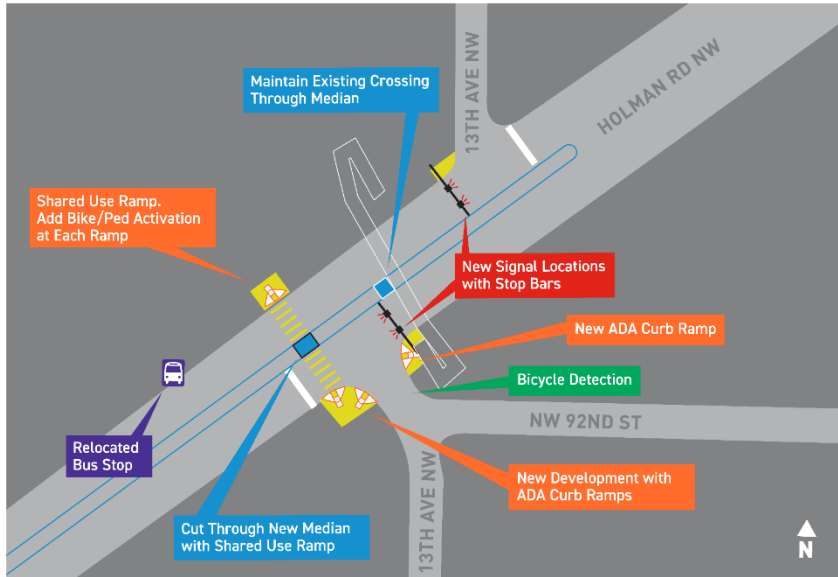 13TH AVE NW
HOLMAN RD NW
Maintain Existing Crossing
Through Median
Shared Use Ramp.
Add Bike/Ped Activation
at Each Ramp
New Signal Locations
with Stop Bars
New ADA Curb Ramp
Bicycle Detection
NW 92ND ST
Relocated
Bus Stop
New Development with
ADA Curb Ramps
13TH AVE NW
Cut Through New Median
with Shared Use Ramp
N